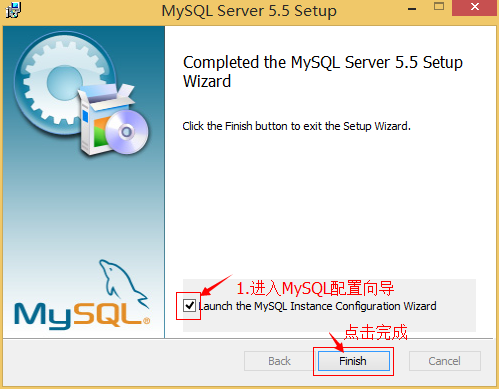 MySQL Server 5.5 Setup
Completed the MySQL Server 5.5 Setup
Wizard
Click the Finish button to exit the Setup Wizard.
1.进入MySQL配置向导
Launch the MySQL Instance Configuration Wizard
MySQL®
点击完成
Back
Finish
Cancel